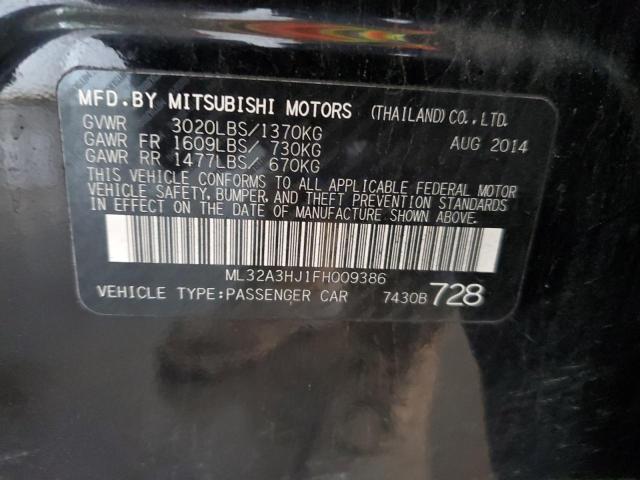 MFD.BY MITSUBISHI MOTORS (THAILAND)CO.,LTD.
GVWR 3020LBS/1370KG AUG 2014
GAWR FR 1609LBS/ 730KG
GAWR RR 1477LBS/ 670KG
THIS VEHICLE CONFORMS TO ALL APPLICABLE FEDERAL MOTOR
VEHICLE SAFETY, BUMPER, AND THEFT PREVENTION STANDARDS
IN EFFECT ON THE DATE OF MANUFACTURE SHOWN ABOVE.
ML32A3HJ1FH009386
VEHICLE TYPE:PASSENGER CAR 7430B 728